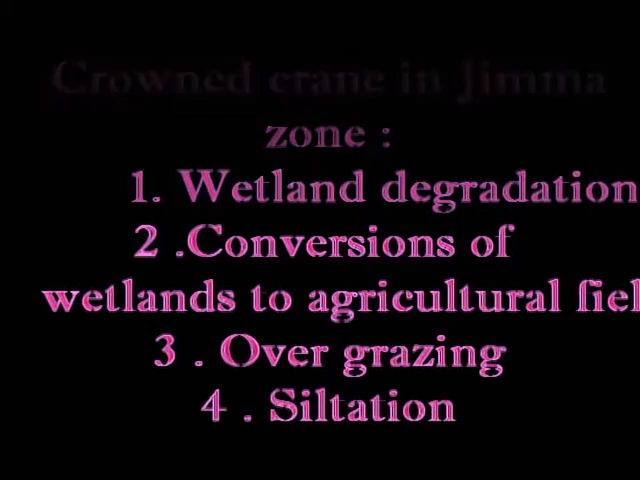 Crowned crane in Jimma
zone :
1. Wetland degradation
2 .Conversions of
wetlands to agricultural fiel
3 . Over grazing
4 . Siltation